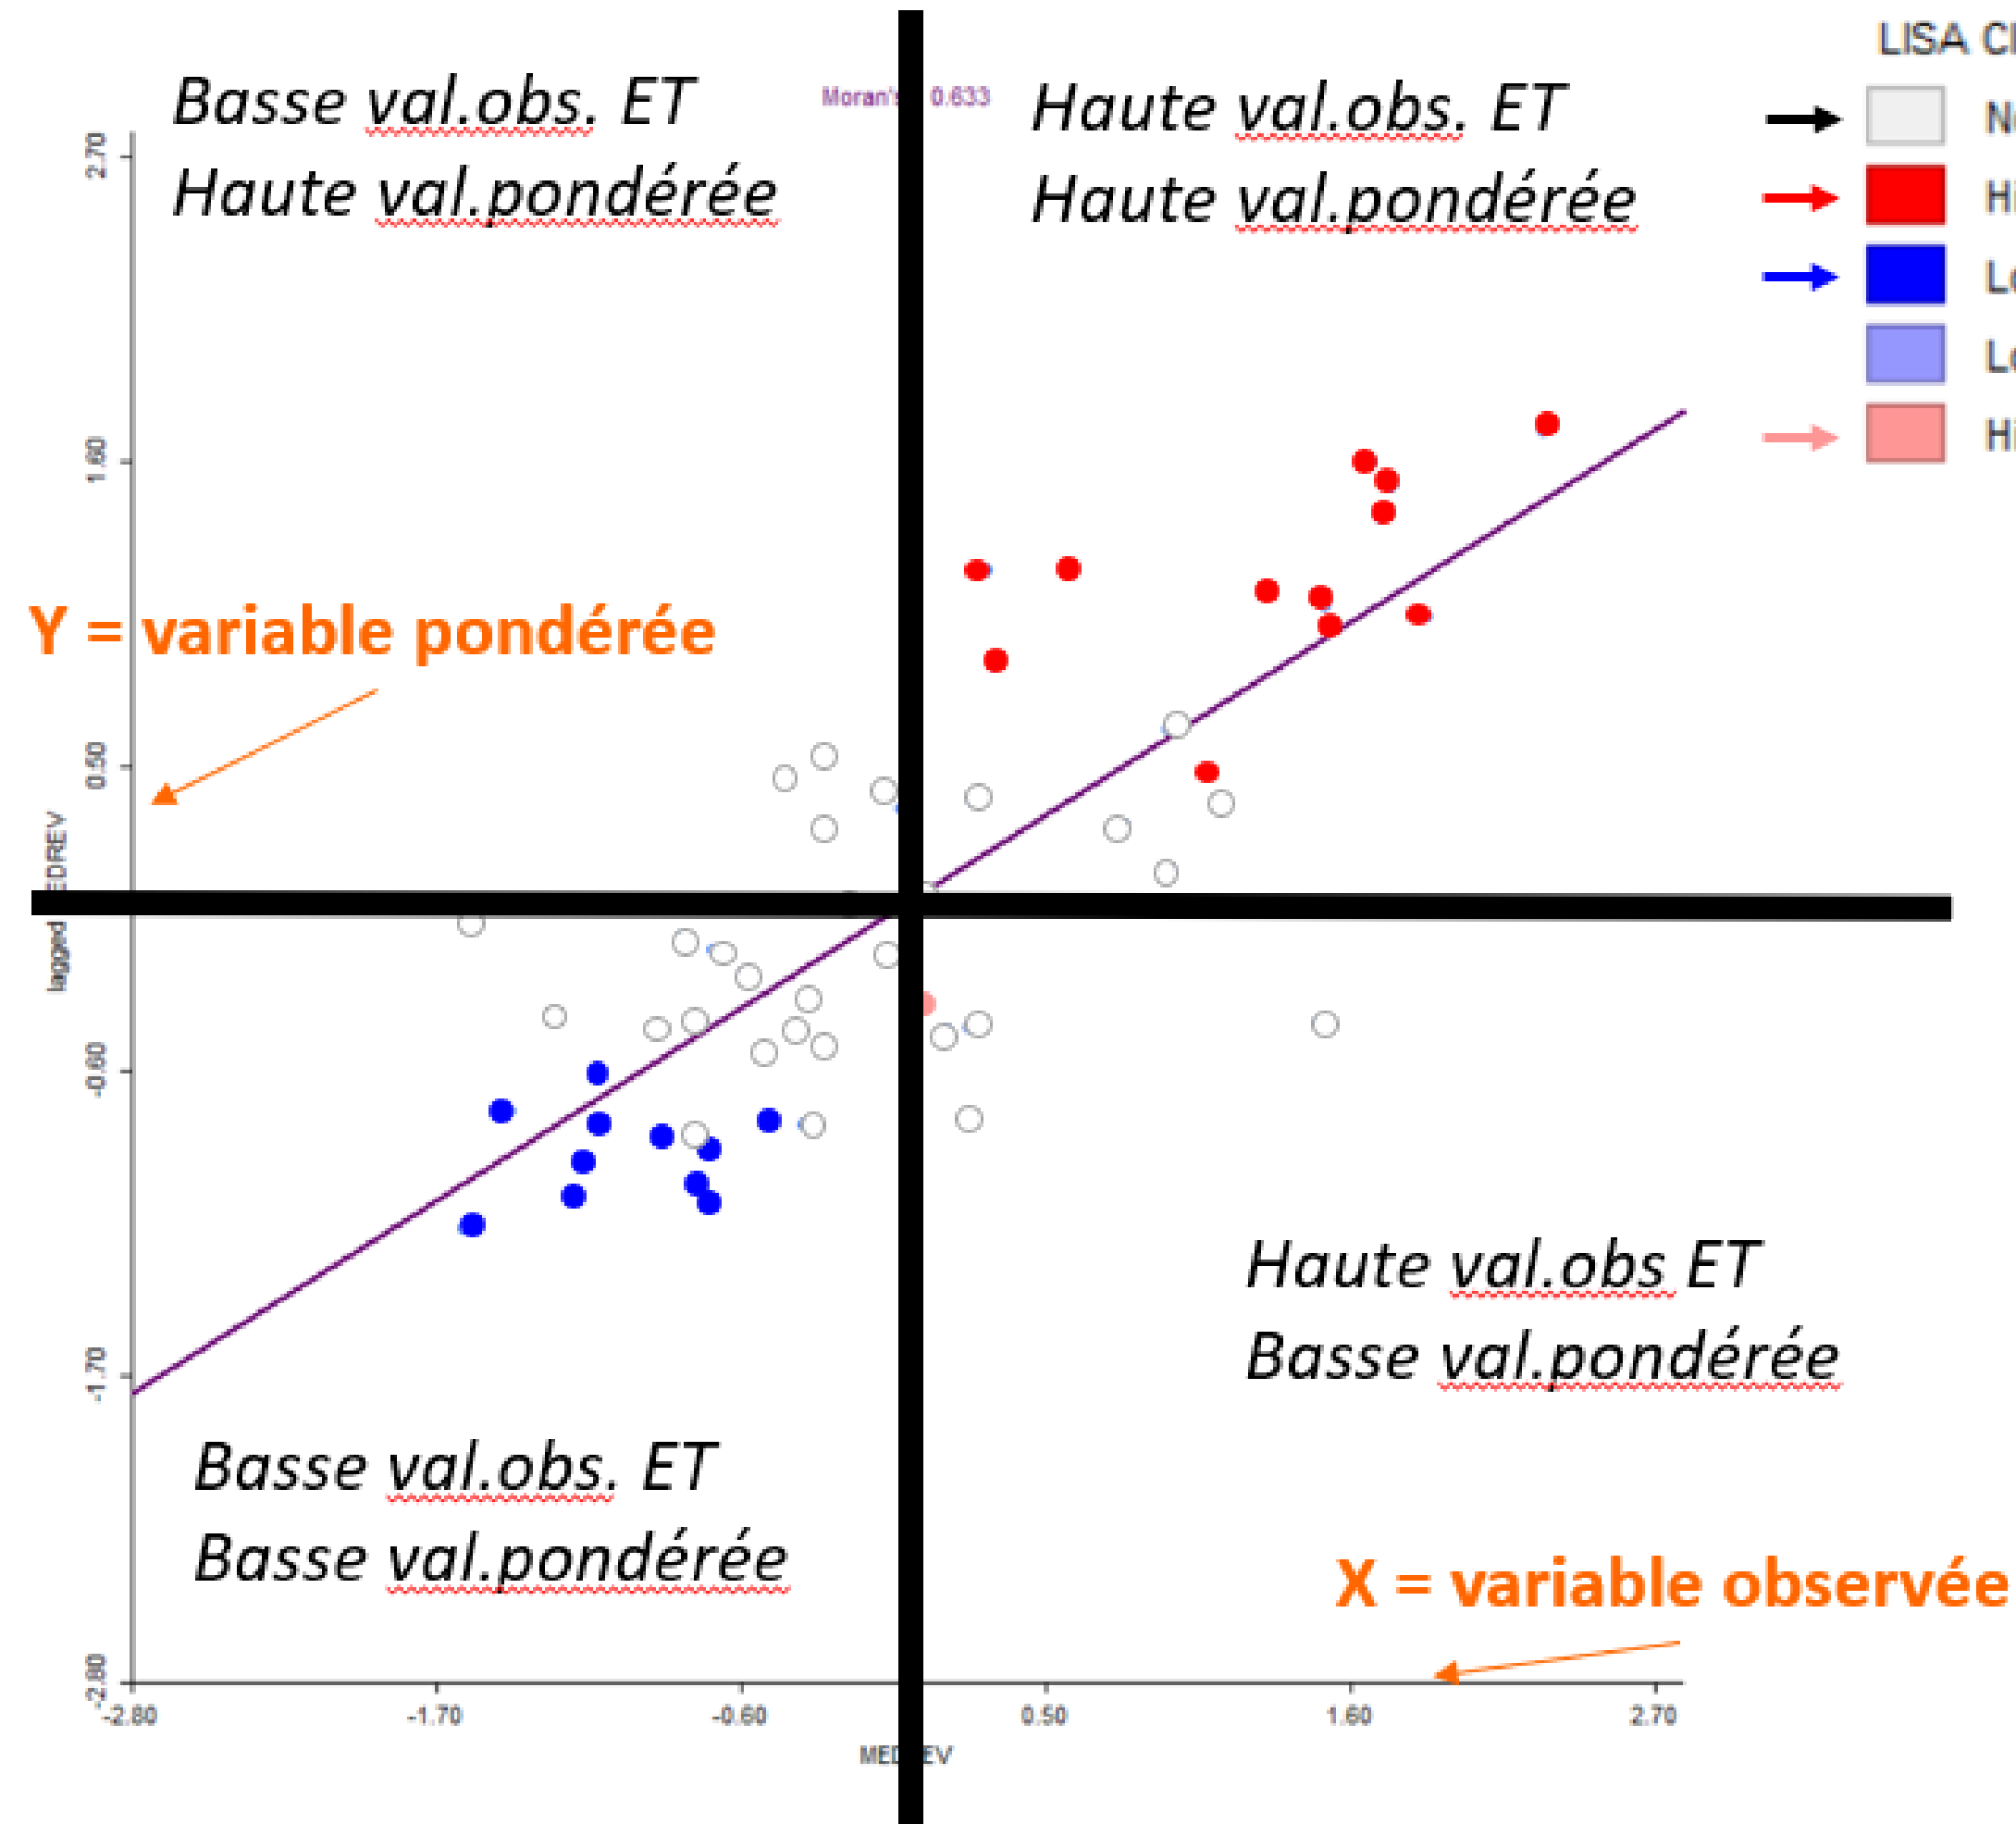 Basse val.obs. ET
Haute val.pondérée
Moran's 0.633
Haute val.obs. ET
Haute val.pondérée
LISA
Y = variable pondérée
2.70
1.60
0.50
-0.60
-1.70
-2.80
lagged
Haute val.obs ET
Basse val.pondérée
Basse val.obs. ET
Basse val.pondérée
X = variable observée
-2.80 -1.70 -0.60 0.50 1.60 2.70